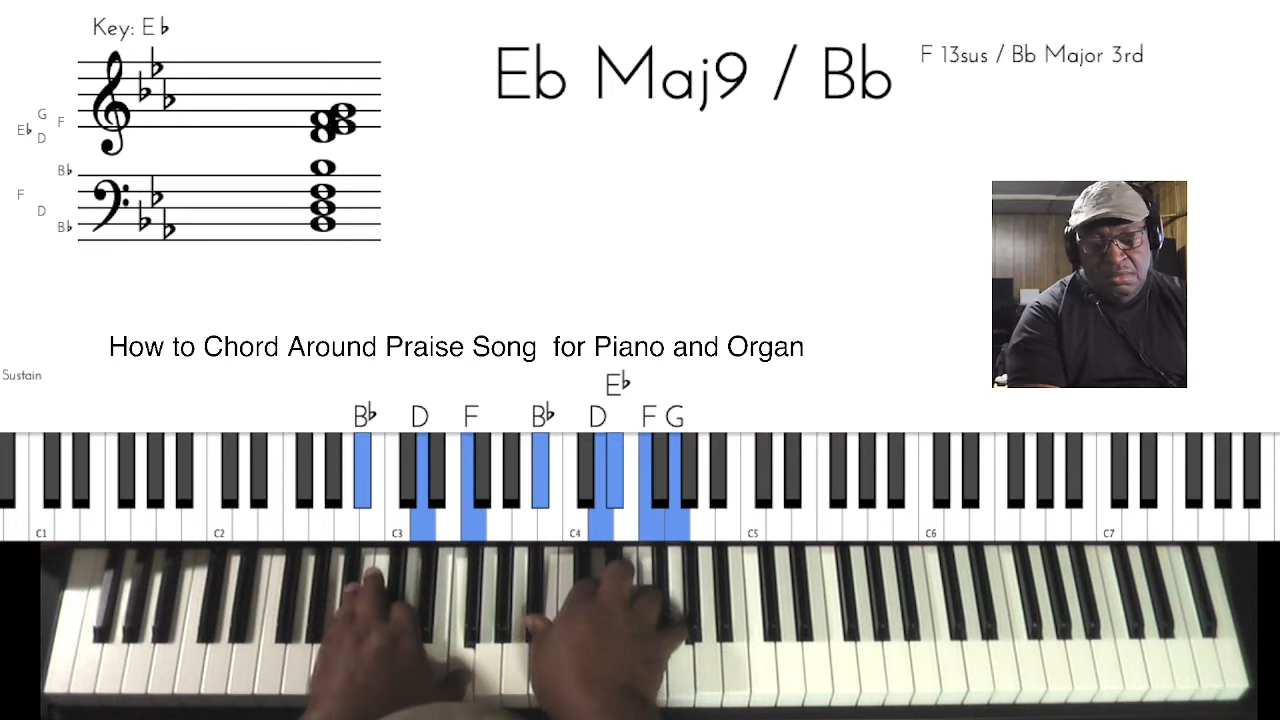 Key: E♭
Eb Maj9 / Bb
F 13sus / Bb Major 3rd
G
F
E♭
D
B♭
F
D
B♭
How to Chord Around Praise Song for Piano and Organ
Sustain
E♭
B♭ D F B♭ D F G
C1 C2 C3 C4 C5 C6 C7